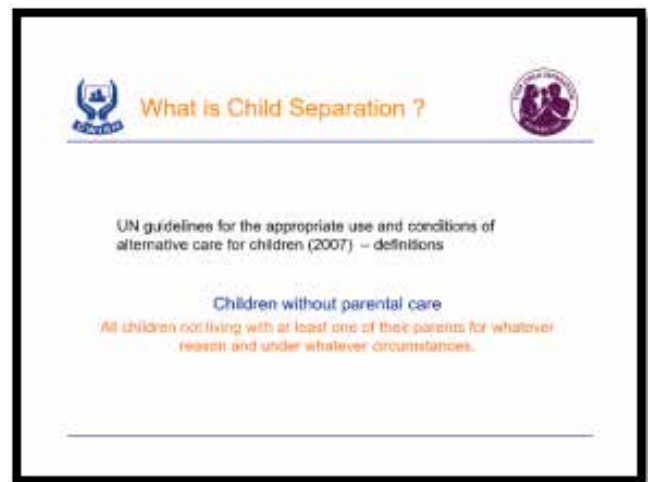 What is Child Separation ?
CWISH
UN guidelines for the appropriate use and conditions of
alternative care for children (2007) – definitions
Children without parental care
All children not living with at least one of their parents for whatever
reason and under whatever circumstances.